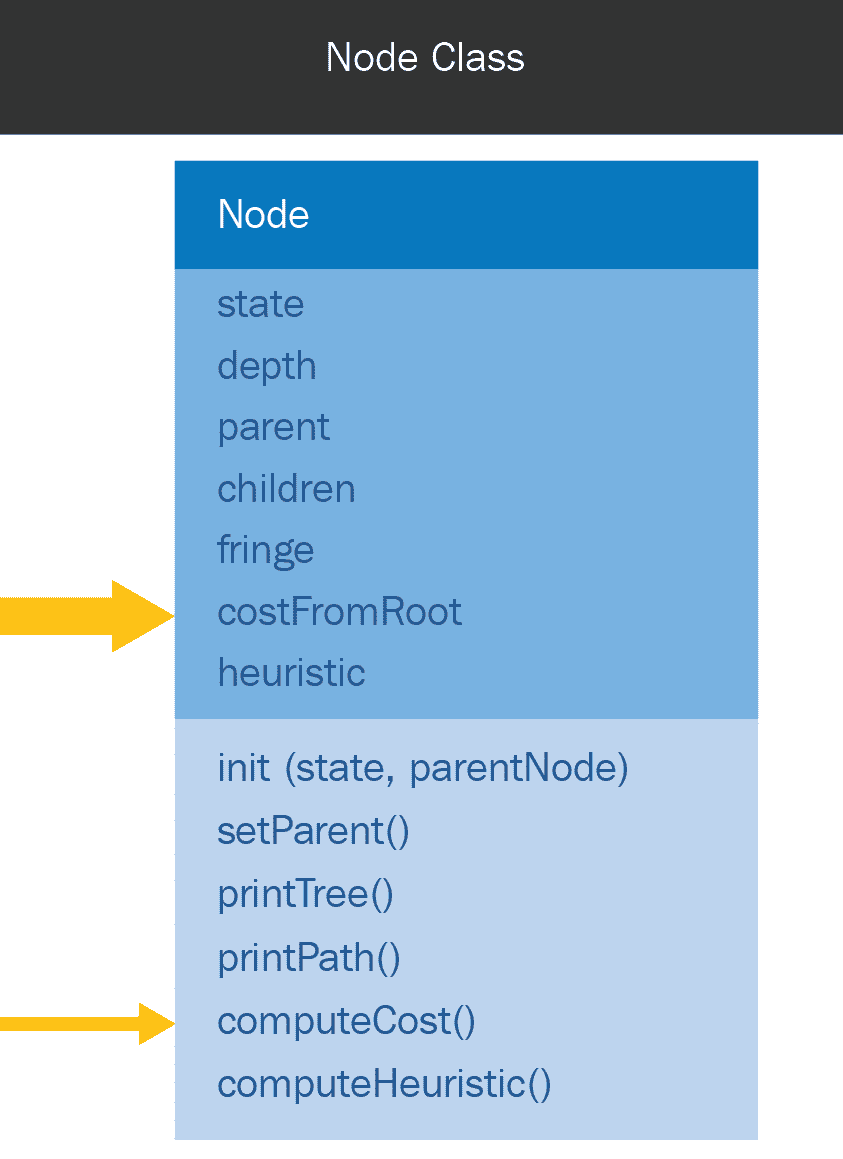 Node Class
Node
state
depth
parent
children
fringe
costFromRoot
heuristic
init (state, parentNode)
setParent()
printTree()
printPath()
computeCost()
computeHeuristic()